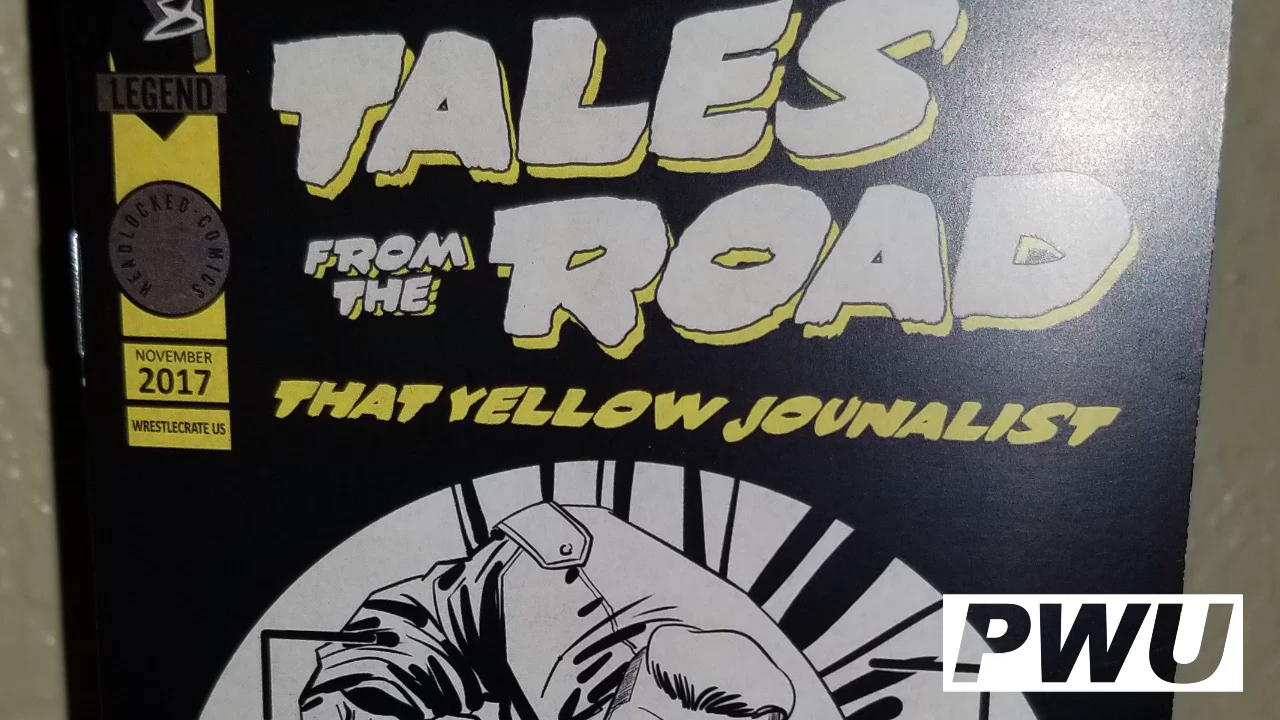 LEGEND
HEADLOCKED·COMICS
NOVEMBER
2017
WRESTLECRATE US
TALES
FROM
THE
ROAD
THAT YELLOW JOUNALIST
PWU